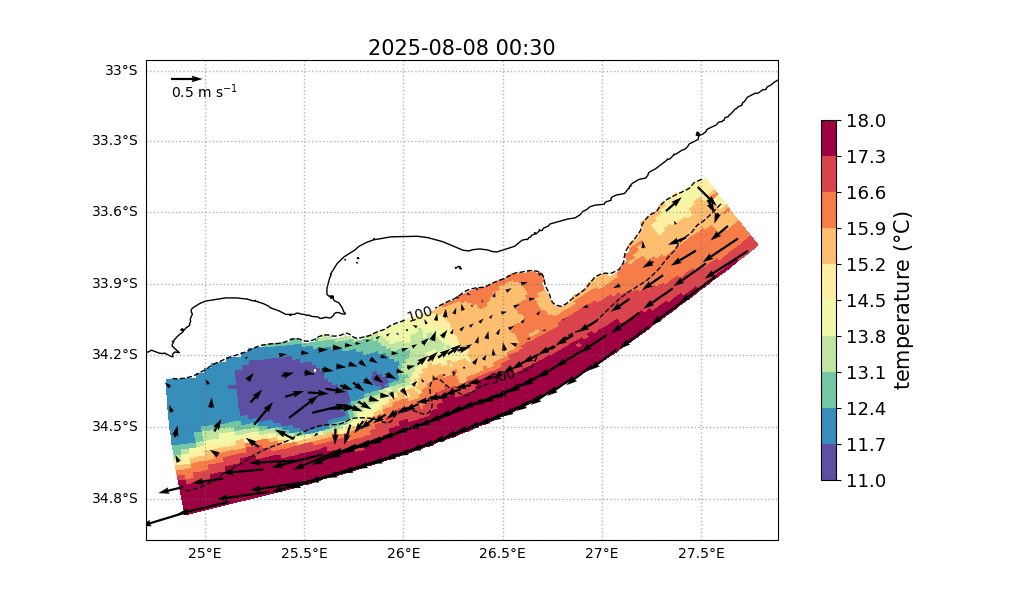 2025-08-08 00:30
33°S
33.3°S
33.6°S
33.9°S
34.2°S
34.5°S
34.8°S
0.5 m s⁻¹
100
500
25°E
25.5°E
26°E
26.5°E
27°E
27.5°E
18.0
17.3
16.6
15.9
15.2
14.5
13.8
13.1
12.4
11.7
11.0
temperature (°C)